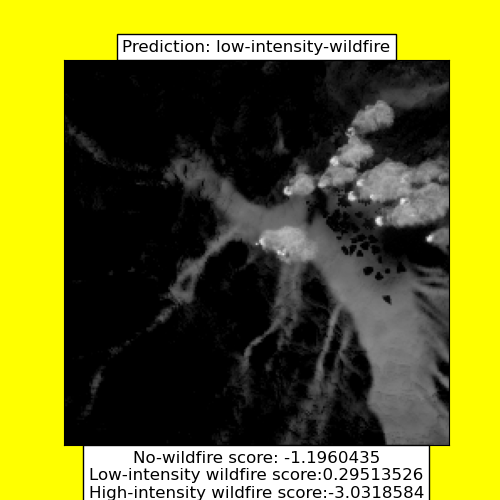 Prediction: low-intensity-wildfire
No-wildfire score: -1.1960435
Low-intensity wildfire score:0.29513526
High-intensity wildfire score:-3.0318584